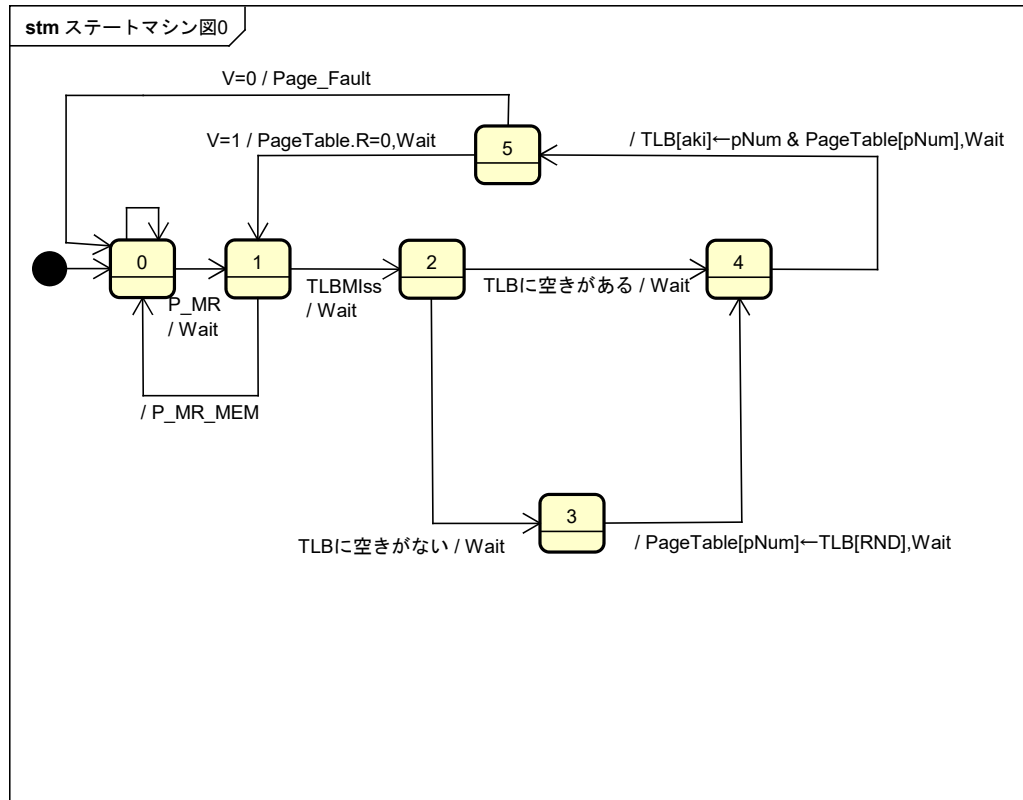 stm ステートマシン図0
V=0 / Page_Fault
V=1 / PageTable.R=0,Wait
5
/ TLB[aki]←pNum & PageTable[pNum],Wait
0
1
2
4
P_MR
/ Wait
TLBMIss
/ Wait
TLBに空きがある / Wait
/ P_MR_MEM
3
TLBに空きがない / Wait
/ PageTable[pNum]←TLB[RND],Wait